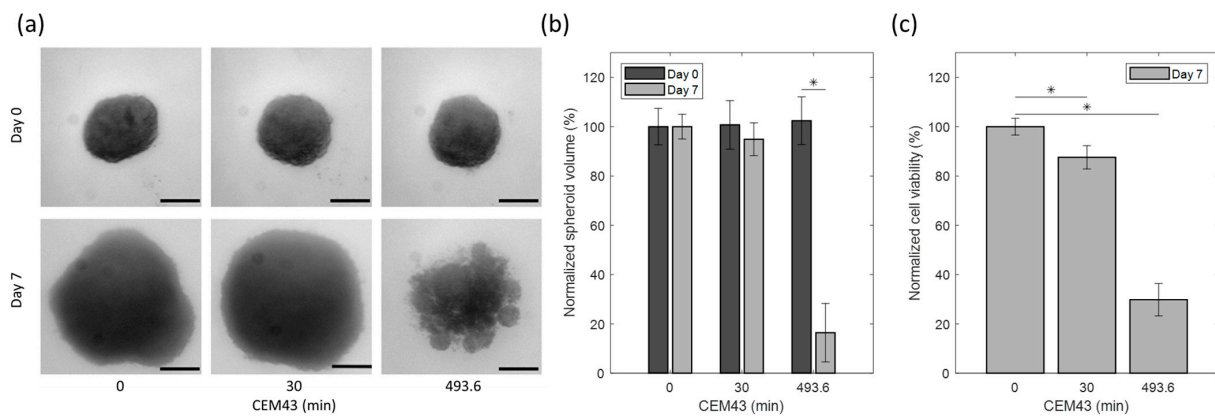 (a)
Day 0
Day 7
0
30
493.6
CEM43 (min)
(b)
Normalized spheroid volume (%)
120
100
80
60
40
20
0
Day 0
Day 7
*
0
30
493.6
CEM43 (min)
(c)
Normalized cell viability (%)
120
100
80
60
40
20
0
Day 7
*
*
0
30
493.6
CEM43 (min)